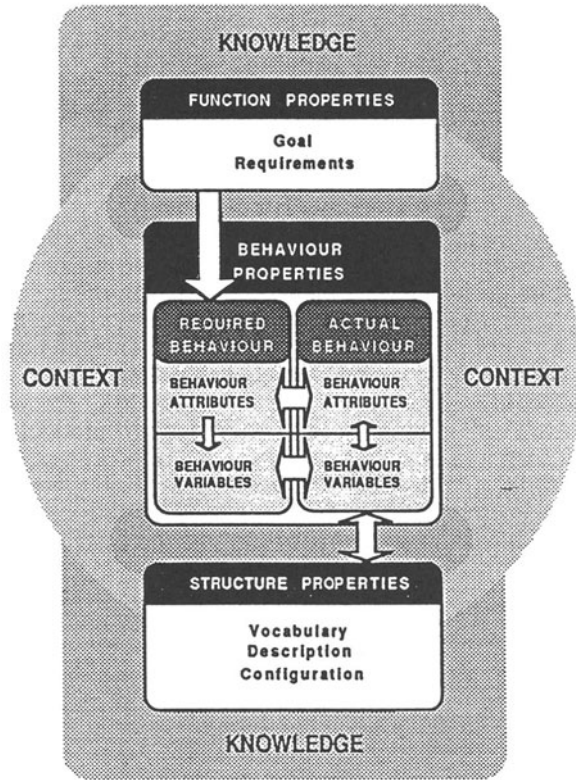 KNOWLEDGE
FUNCTION PROPERTIES
Goal
Requirements
BEHAVIOUR
PROPERTIES
REQUIRED
BEHAVIOUR
ACTUAL
BEHAVIOUR
CONTEXT
BEHAVIOUR
ATTRIBUTES
BEHAVIOUR
ATTRIBUTES
CONTEXT
BEHAVIOUR
VARIABLES
BEHAVIOUR
VARIABLES
STRUCTURE PROPERTIES
Vocabulary
Description
Configuration
KNOWLEDGE